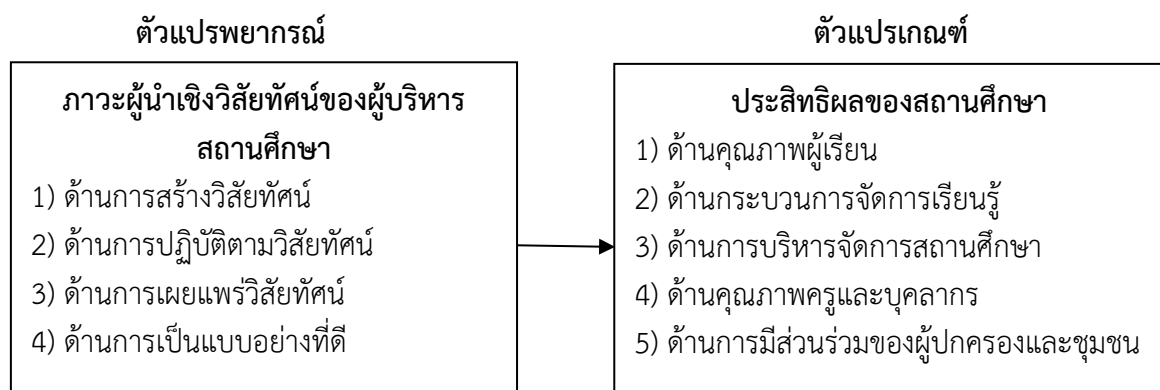 ตัวแปรพยากรณ์
ภาวะผู้นำเชิงวิสัยทัศน์ของผู้บริหาร
สถานศึกษา
1) ด้านการสร้างวิสัยทัศน์
2) ด้านการปฏิบัติตามวิสัยทัศน์
3) ด้านการเผยแพร่วิสัยทัศน์
4) ด้านการเป็นแบบอย่างที่ดี
ตัวแปรเกณฑ์
ประสิทธิผลของสถานศึกษา
1) ด้านคุณภาพผู้เรียน
2) ด้านกระบวนการจัดการเรียนรู้
3) ด้านการบริหารจัดการสถานศึกษา
4) ด้านคุณภาพครูและบุคลากร
5) ด้านการมีส่วนร่วมของผู้ปกครองและชุมชน